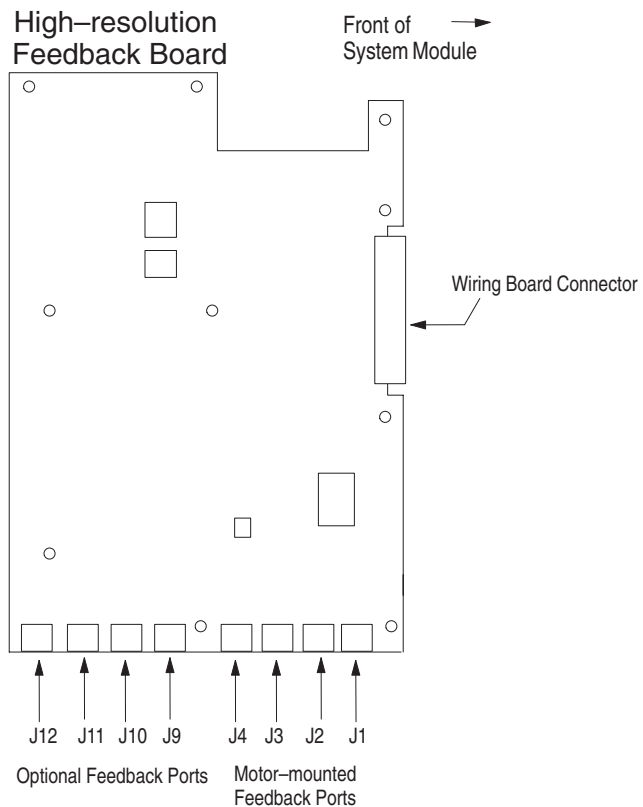 High–resolution
Feedback Board
Front of
System Module
Wiring Board Connector
J12 J11 J10 J9 J4 J3 J2 J1
Optional Feedback Ports
Motor–mounted
Feedback Ports